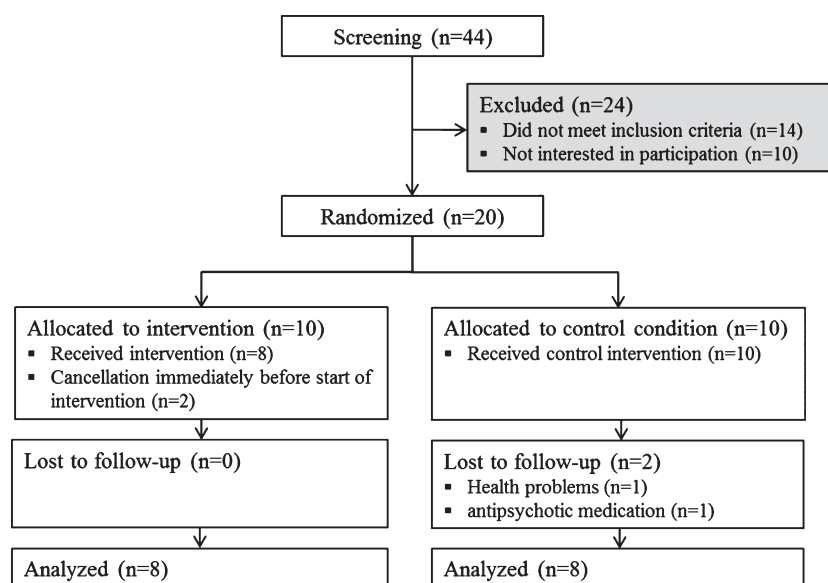 Screening (n=44)
Excluded (n=24)
▪ Did not meet inclusion criteria (n=14)
▪ Not interested in participation (n=10)
Randomized (n=20)
Allocated to intervention (n=10)
▪ Received intervention (n=8)
▪ Cancellation immediately before start of
intervention (n=2)
Allocated to control condition (n=10)
▪ Received control intervention (n=10)
Lost to follow-up (n=0)
Lost to follow-up (n=2)
▪ Health problems (n=1)
▪ antipsychotic medication (n=1)
Analyzed (n=8)
Analyzed (n=8)